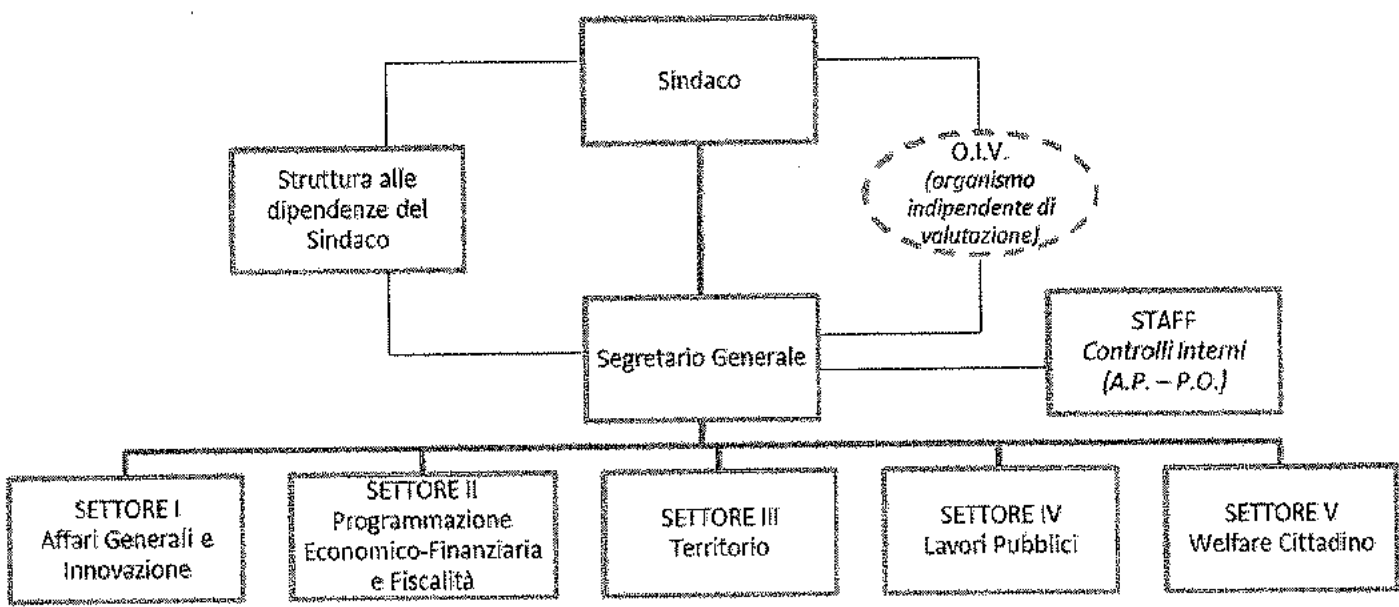 Sindaco
Struttura alle
dipendenze del
Sindaco
O.I.V.
(organismo
indipendente di
valutazione)
Segretario Generale
STAFF
Controlli Interni
(A.P. – P.O.)
SETTORE I
Affari Generali e
Innovazione
SETTORE II
Programmazione
Economico-Finanziaria
e Fiscalità
SETTORE III
Territorio
SETTORE IV
Lavori Pubblici
SETTORE V
Welfare Cittadino